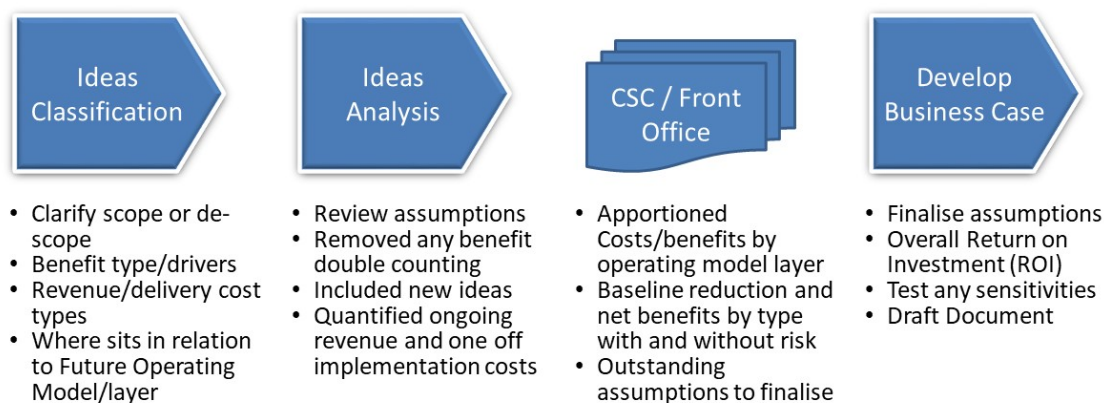 Ideas
Classification
• Clarify scope or de-
scope
• Benefit type/drivers
• Revenue/delivery cost
types
• Where sits in relation
to Future Operating
Model/layer
Ideas
Analysis
• Review assumptions
• Removed any benefit
double counting
• Included new ideas
• Quantified ongoing
revenue and one off
implementation costs
CSC / Front
Office
• Apportioned
Costs/benefits by
operating model layer
• Baseline reduction and
net benefits by type
with and without risk
• Outstanding
assumptions to finalise
Develop
Business Case
• Finalise assumptions
• Overall Return on
Investment (ROI)
• Test any sensitivities
• Draft Document